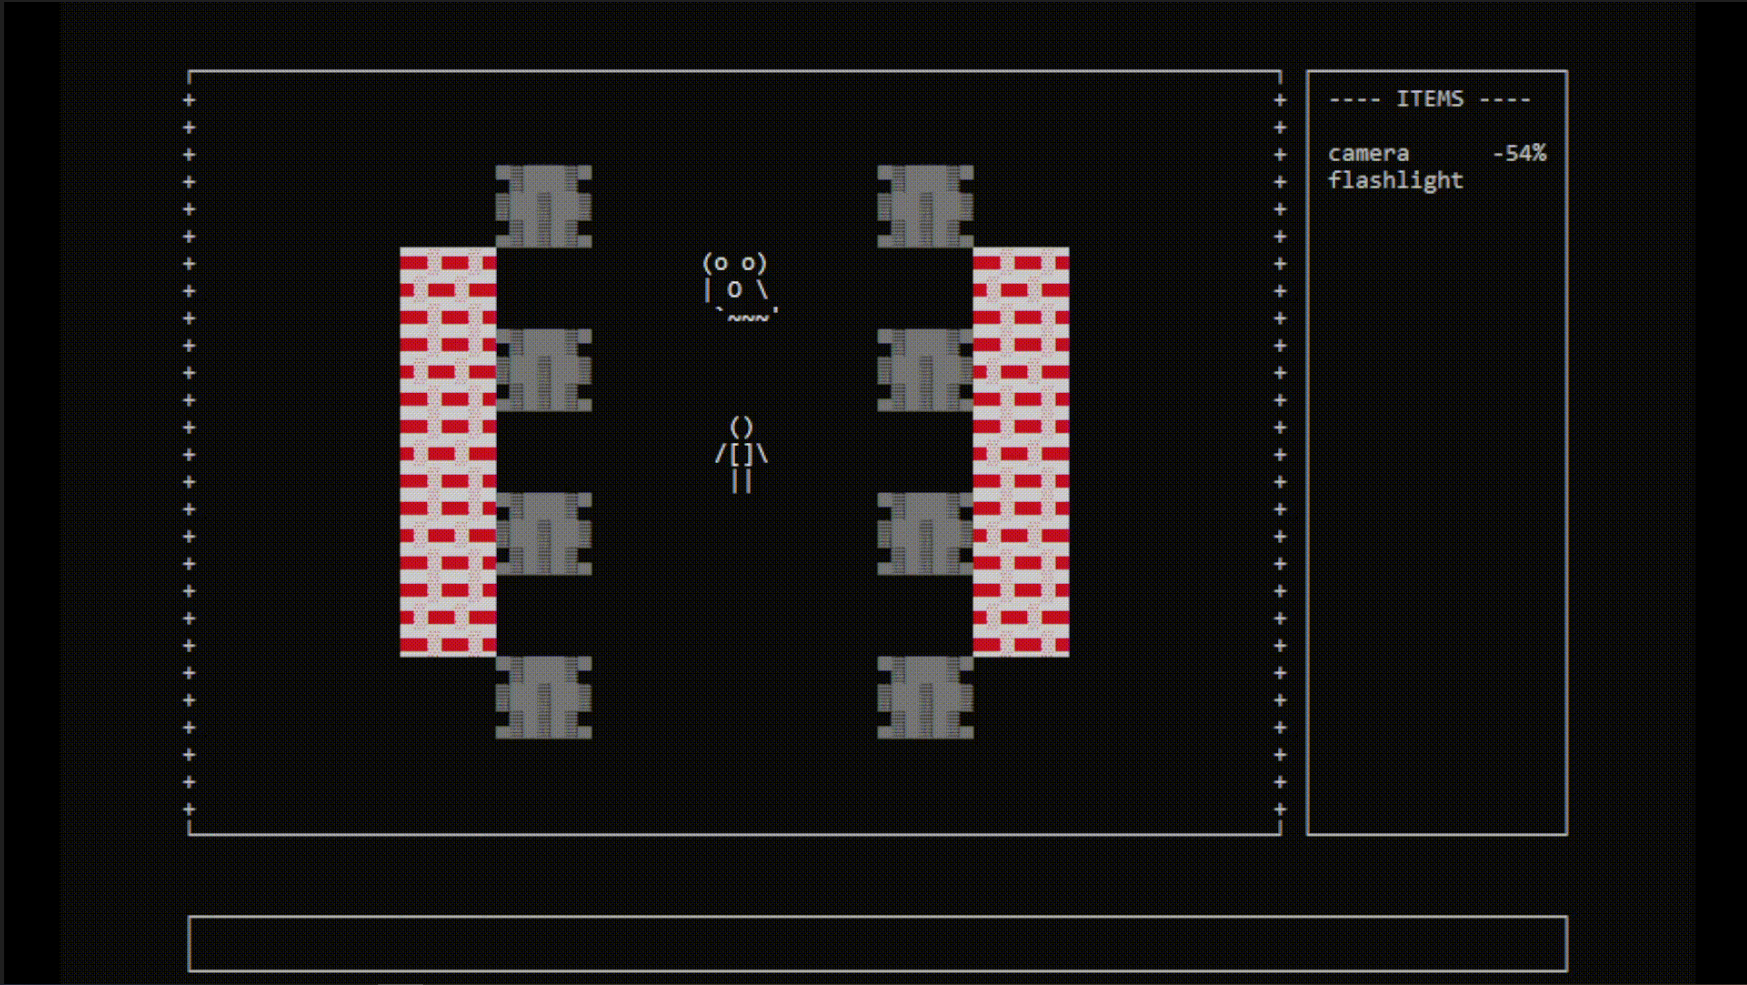 ---- ITEMS ----
camera -54%
flashlight
(o o)
| O \
`~~~'
()
/[]\
||